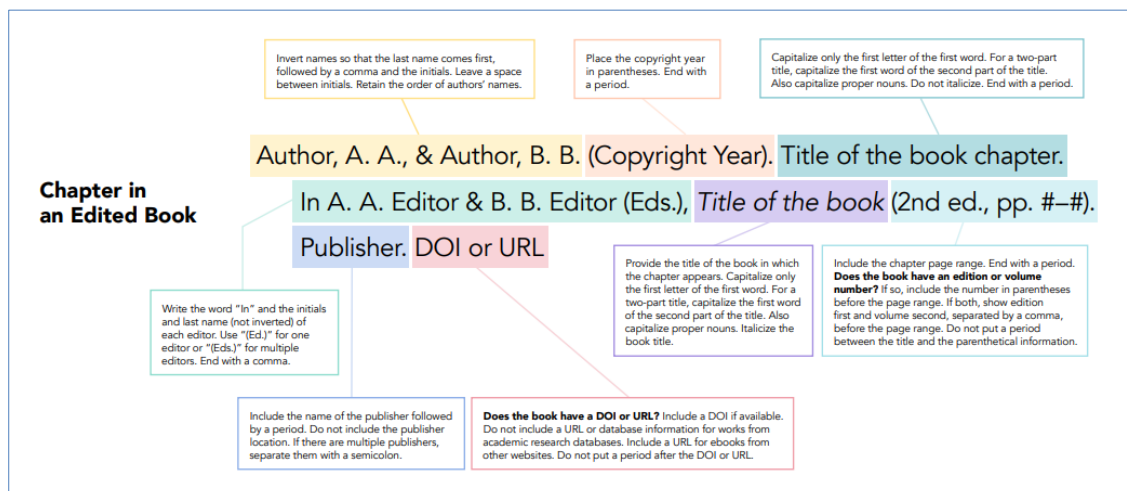 Invert names so that the last name comes first,
followed by a comma and the initials. Leave a space
between initials. Retain the order of authors' names.
Place the copyright year
in parentheses. End with
a period.
Capitalize only the first letter of the first word. For a two-part
title, capitalize the first word of the second part of the title.
Also capitalize proper nouns. Do not italicize. End with a period.
Chapter in
an Edited Book
Author, A. A., & Author, B. B. (Copyright Year). Title of the book chapter.
In A. A. Editor & B. B. Editor (Eds.), Title of the book (2nd ed., pp. #–#).
Publisher. DOI or URL
Write the word "In" and the initials
and last name (not inverted) of
each editor. Use "(Ed.)" for one
editor or "(Eds.)" for multiple
editors. End with a comma.
Provide the title of the book in which
the chapter appears. Capitalize only
the first letter of the first word. For a
two-part title, capitalize the first word
of the second part of the title. Also
capitalize proper nouns. Italicize the
book title.
Include the chapter page range. End with a period.
Does the book have an edition or volume
number? If so, include the number in parentheses
before the page range. If both, show edition
first and volume second, separated by a comma,
before the page range. Do not put a period
between the title and the parenthetical information.
Include the name of the publisher followed
by a period. Do not include the publisher
location. If there are multiple publishers,
separate them with a semicolon.
Does the book have a DOI or URL? Include a DOI if available.
Do not include a URL or database information for works from
academic research databases. Include a URL for ebooks from
other websites. Do not put a period after the DOI or URL.